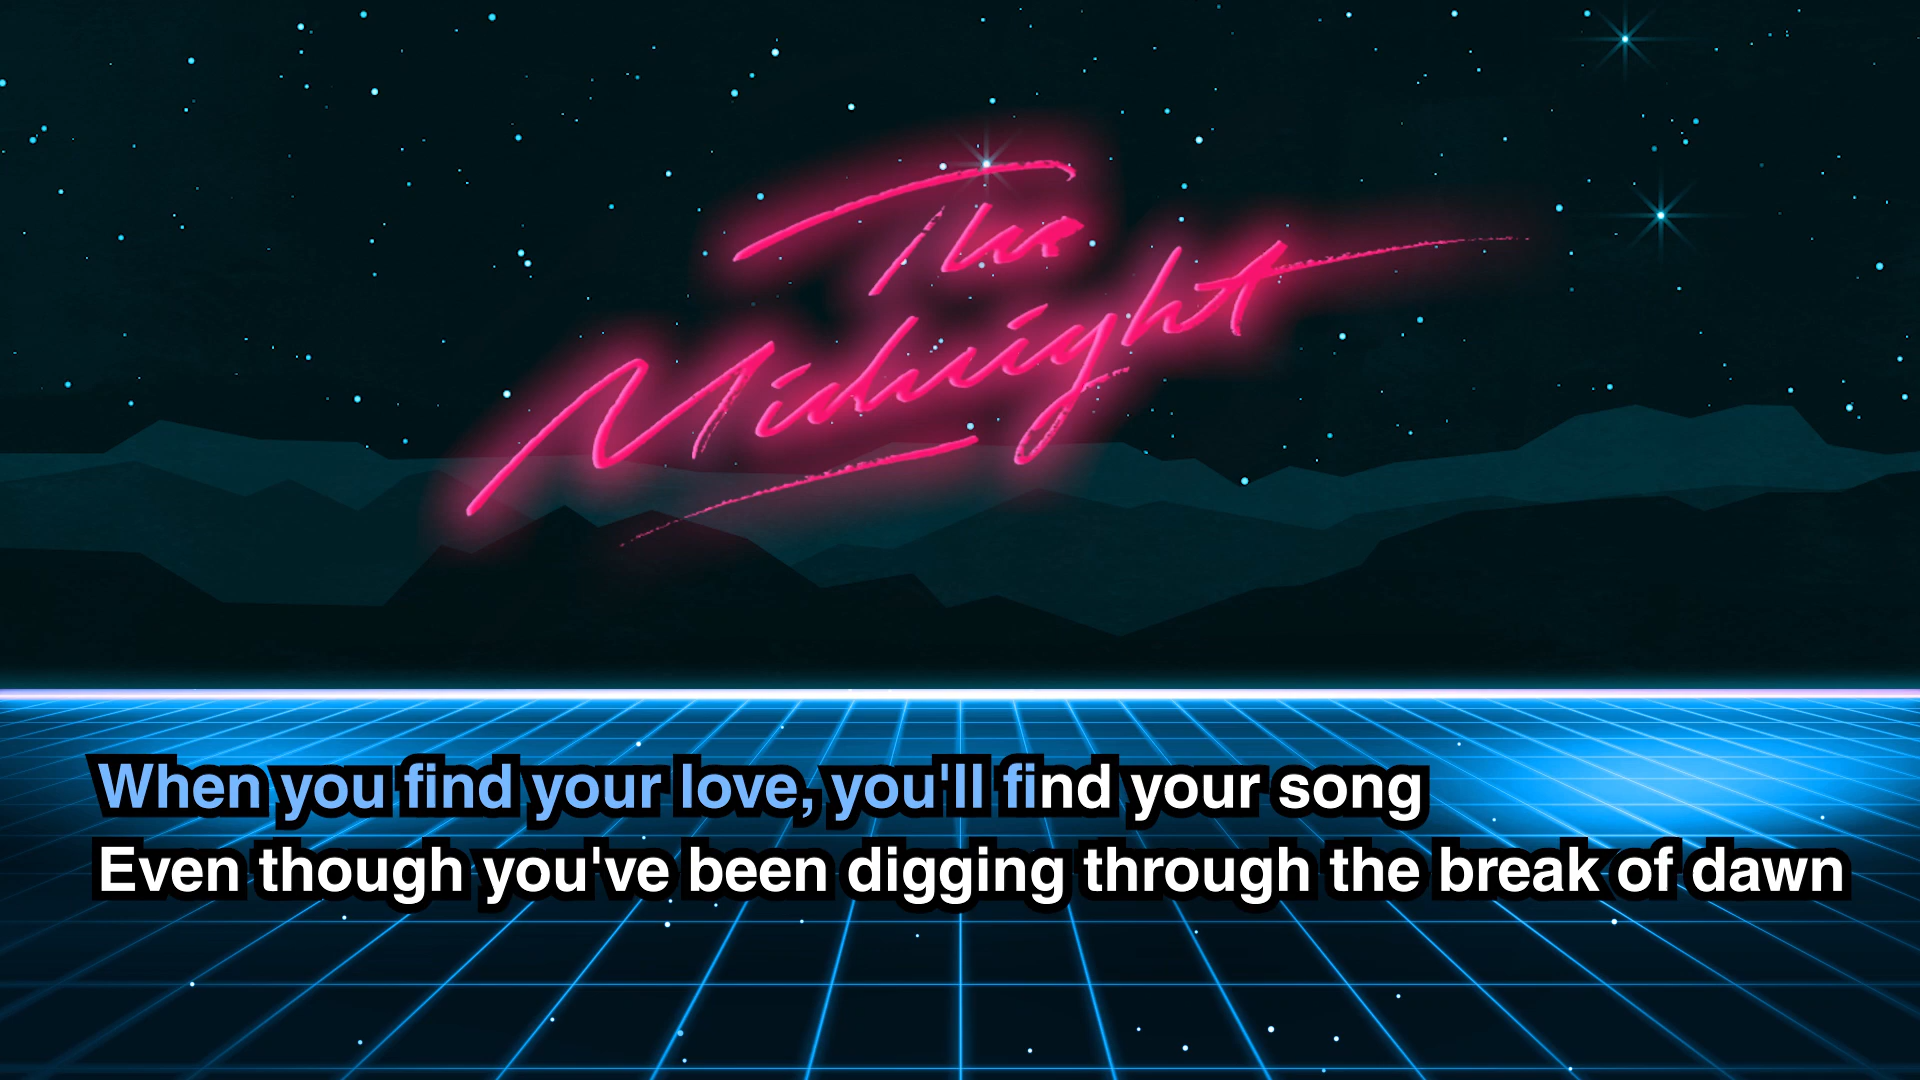 The
Midnight
When you find your love, you'll find your song
Even though you've been digging through the break of dawn